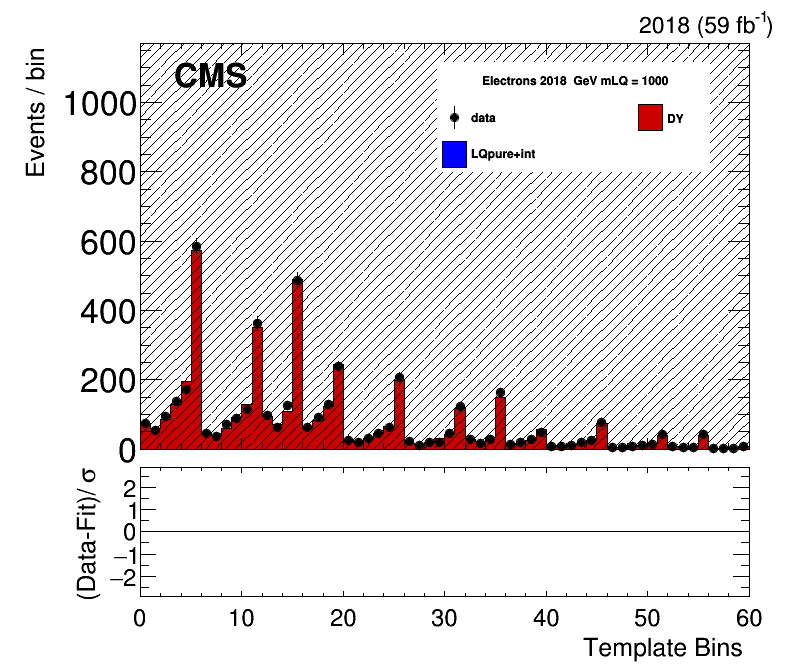 2018 (59 fb-1)
CMS
Electrons 2018 GeV mLQ = 1000
data
DY
LQpure+int
Events / bin
1000
800
600
400
200
0
(Data-Fit)/ σ
2
1
0
−1
−2
0 10 20 30 40 50 60
Template Bins